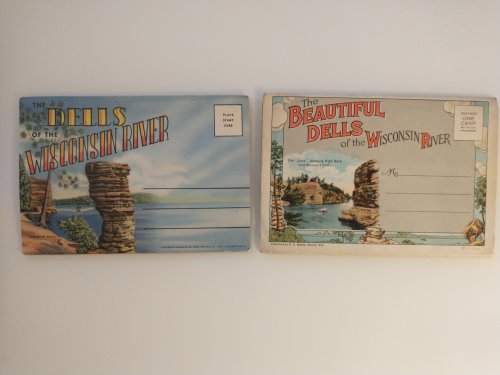 THE
DELLS
OF THE
WISCONSIN RIVER
PLACE
STAMP
HERE
The
BEAUTIFUL
DELLS
of the WISCONSIN RIVER
ONE
CENT
The "Jaws" showing High Rock
M